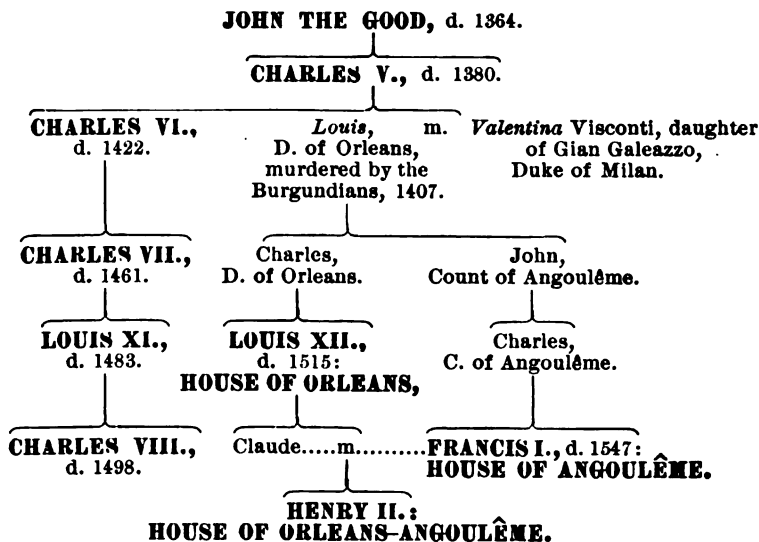 JOHN THE GOOD, d. 1364.
CHARLES V., d. 1380.
CHARLES VI.,
d. 1422.
Louis, m. Valentina Visconti, daughter
D. of Orleans, of Gian Galeazzo,
murdered by the Duke of Milan.
Burgundians, 1407.
CHARLES VII.,
d. 1461.
Charles,
D. of Orleans.
John,
Count of Angoulême.
LOUIS XI.,
d. 1483.
LOUIS XII.,
d. 1515:
HOUSE OF ORLEANS,
Charles,
C. of Angoulême.
CHARLES VIII.,
d. 1498.
Claude.....m..........FRANCIS I., d. 1547:
HOUSE OF ANGOULÊME.
HENRY II.:
HOUSE OF ORLEANS-ANGOULÊME.